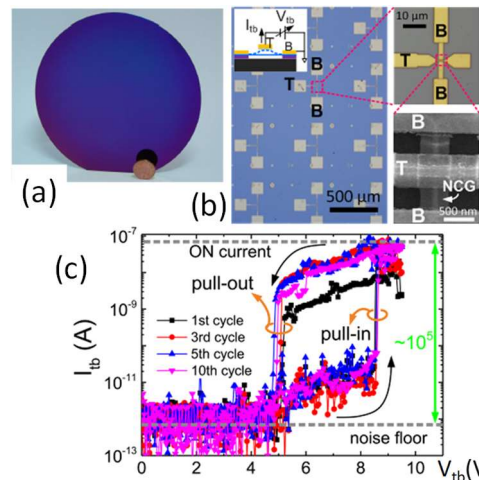 (a)
(b)
I_tb
V_tb
T
B
T
B
B
500 μm
10 μm
B
T
B
B
T
NCG
B
500 nm
(c)
10^-7
10^-9
10^-11
10^-13
I_tb (A)
ON current
pull-out
pull-in
1st cycle
3rd cycle
5th cycle
10th cycle
~10^5
noise floor
0
2
4
6
8
10
V_tb(V